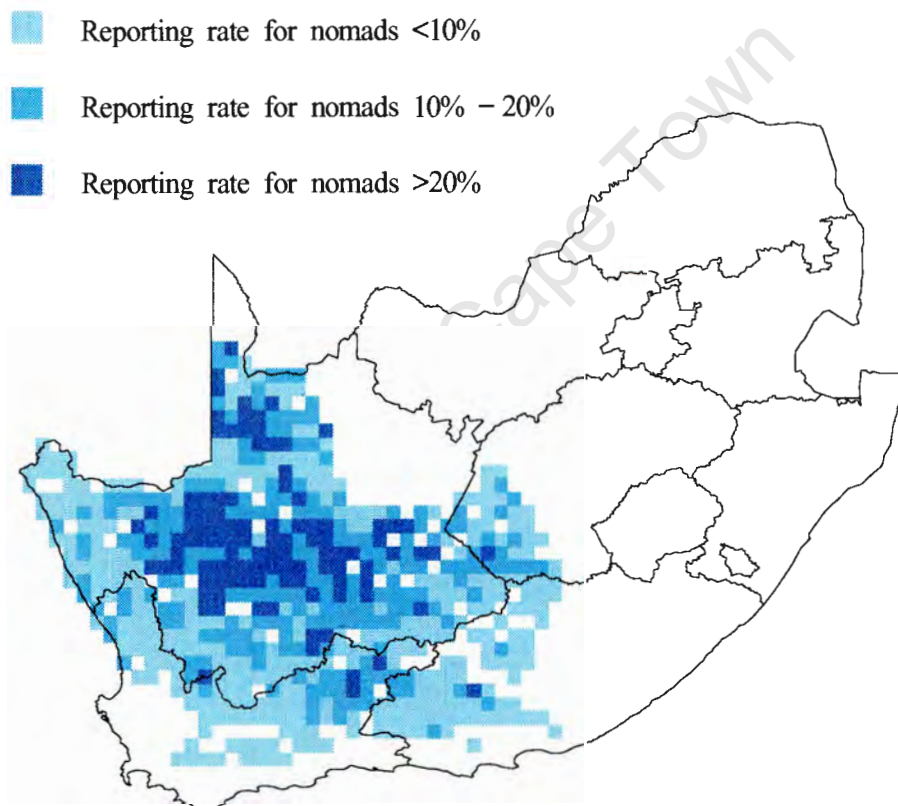 Reporting rate for nomads <10%
Reporting rate for nomads 10% – 20%
Reporting rate for nomads >20%
Cape Town